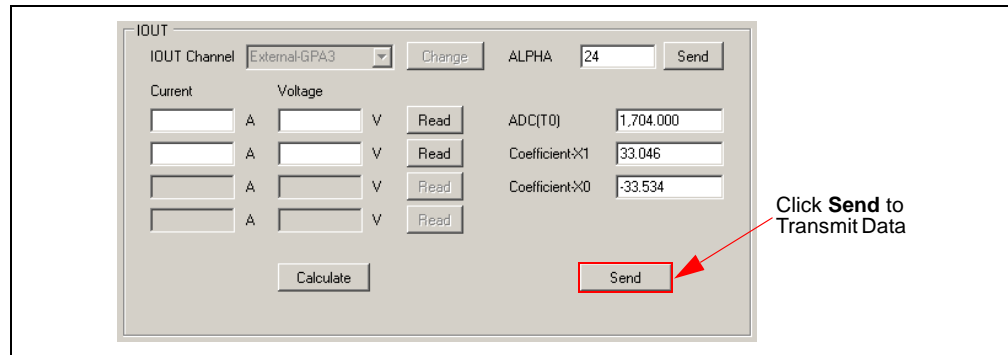 IOUT
IOUT Channel External-GPA3 Change ALPHA 24 Send
Current Voltage
A V Read ADC(T0) 1,704.000
A V Read Coefficient-X1 33.046
A V Read Coefficient-X0 -33.534
A V Read
Click Send to
Transmit Data
Calculate Send